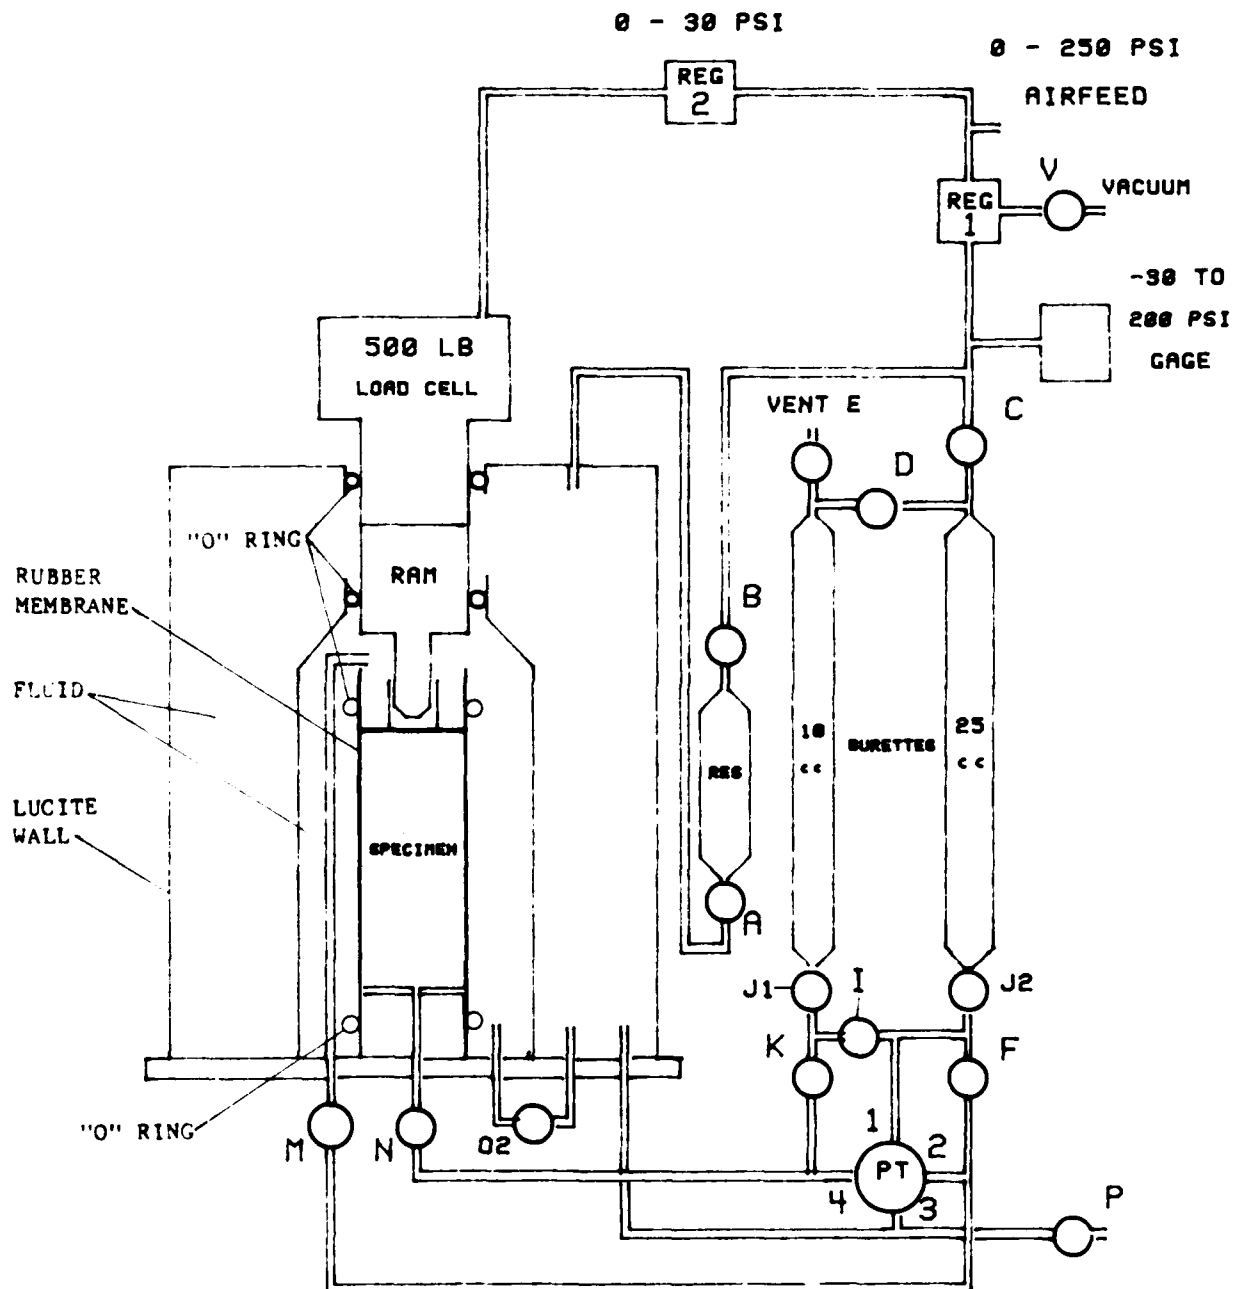 0 - 30 PSI
0 - 250 PSI
AIRFEED
REG
2
V
VACUUM
REG
1
-30 TO
200 PSI
GAGE
500 LB
LOAD CELL
VENT E
C
D
"O" RING
RAM
RUBBER
MEMBRANE
B
FLUID
10
cc
BURETTES
25
cc
RES
LUCITE
WALL
SPECIMEN
A
J1
I
J2
K
F
"O" RING
M
N
O2
1
2
PT
4
3
P